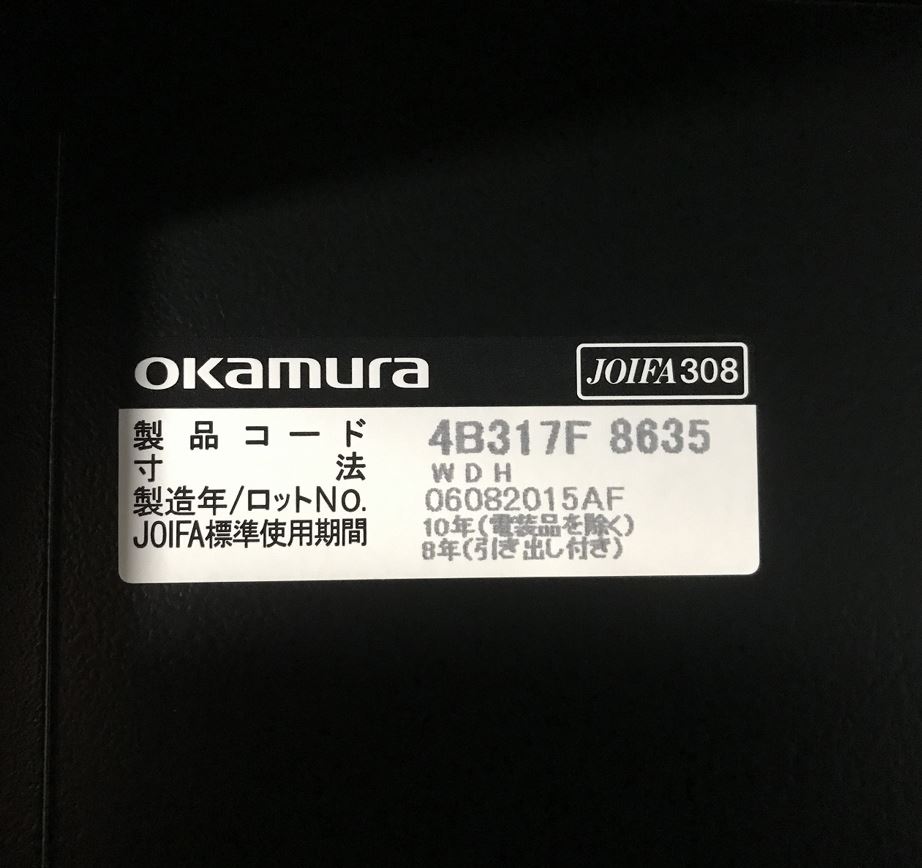 okamura JOIFA308
製品コード 4B317F 8635
寸法 W D H
製造年/ロットNo. 06082015AF
JOIFA標準使用期間 10年(電装品を除く)
8年(引き出し付き)